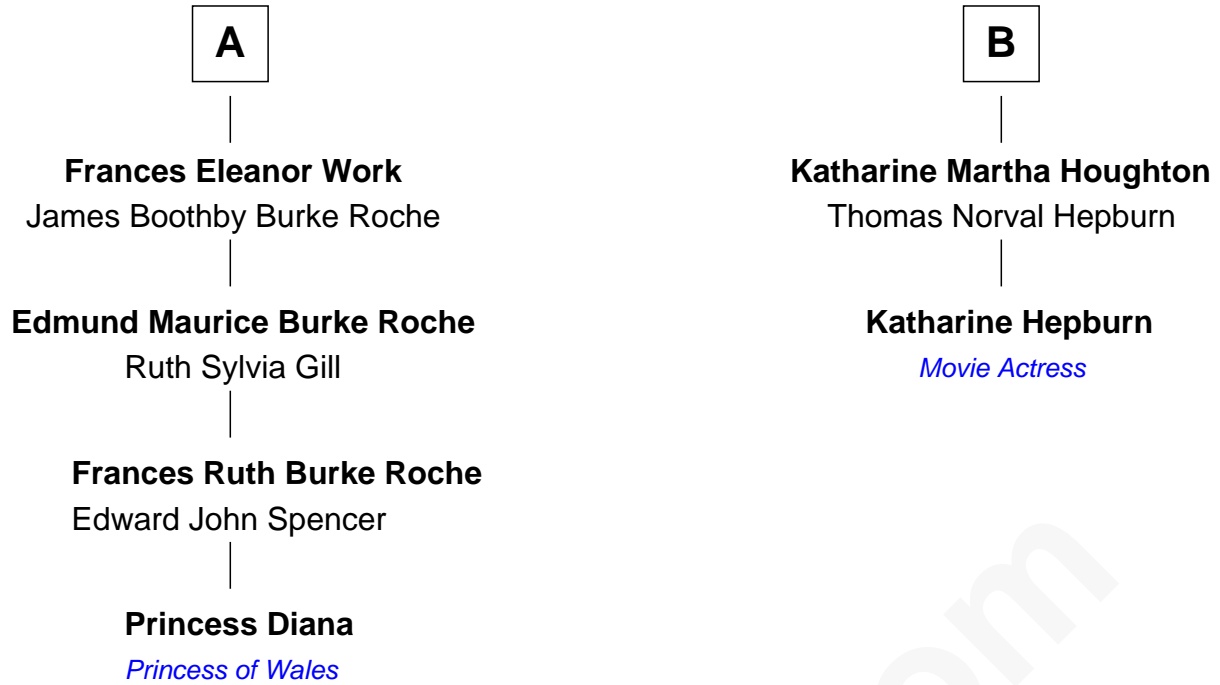 A
Frances Eleanor Work
James Boothby Burke Roche
Edmund Maurice Burke Roche
Ruth Sylvia Gill
Frances Ruth Burke Roche
Edward John Spencer
Princess Diana
Princess of Wales
B
Katharine Martha Houghton
Thomas Norval Hepburn
Katharine Hepburn
Movie Actress
om